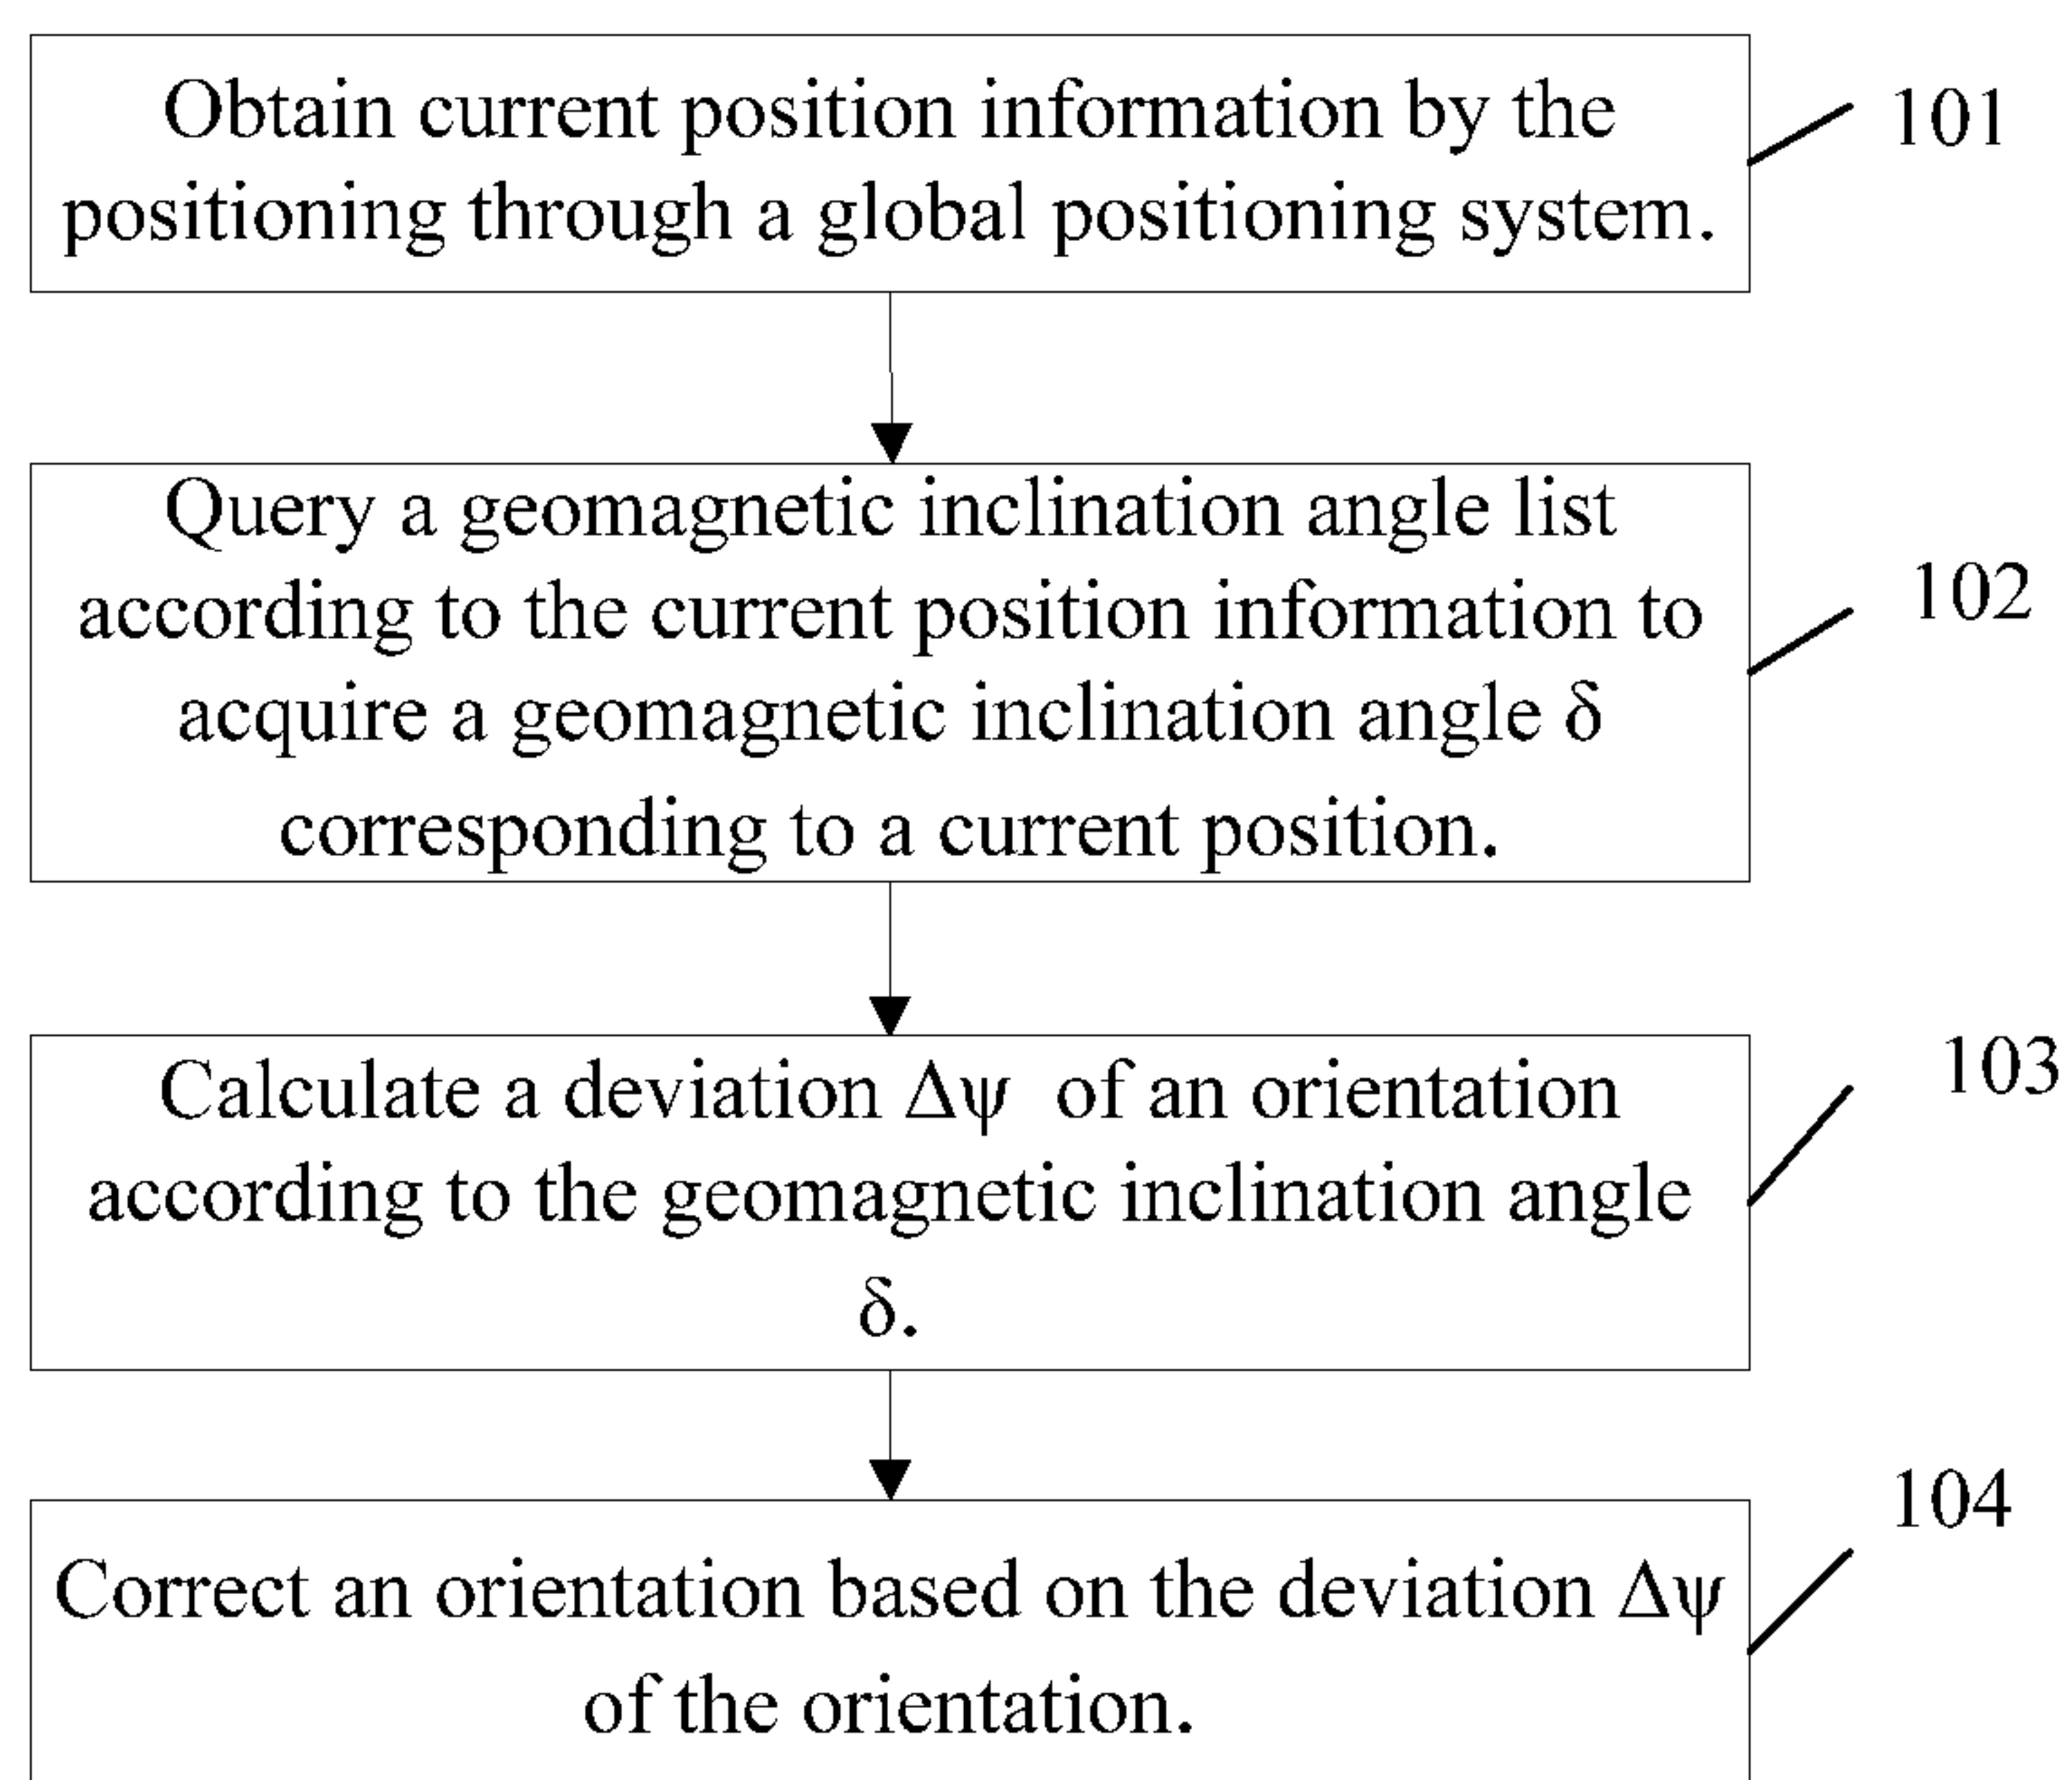 Obtain current position information by the
positioning through a global positioning system.
101
Query a geomagnetic inclination angle list
according to the current position information to
acquire a geomagnetic inclination angle δ
corresponding to a current position.
102
Calculate a deviation Δψ of an orientation
according to the geomagnetic inclination angle
δ.
103
Correct an orientation based on the deviation Δψ
of the orientation.
104